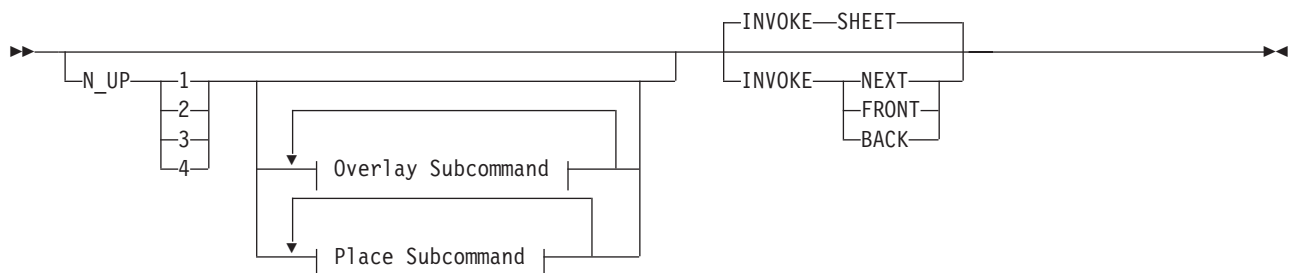 INVOKE SHEET
N_UP 1 INVOKE NEXT
2 FRONT
3 BACK
4
Overlay Subcommand
Place Subcommand